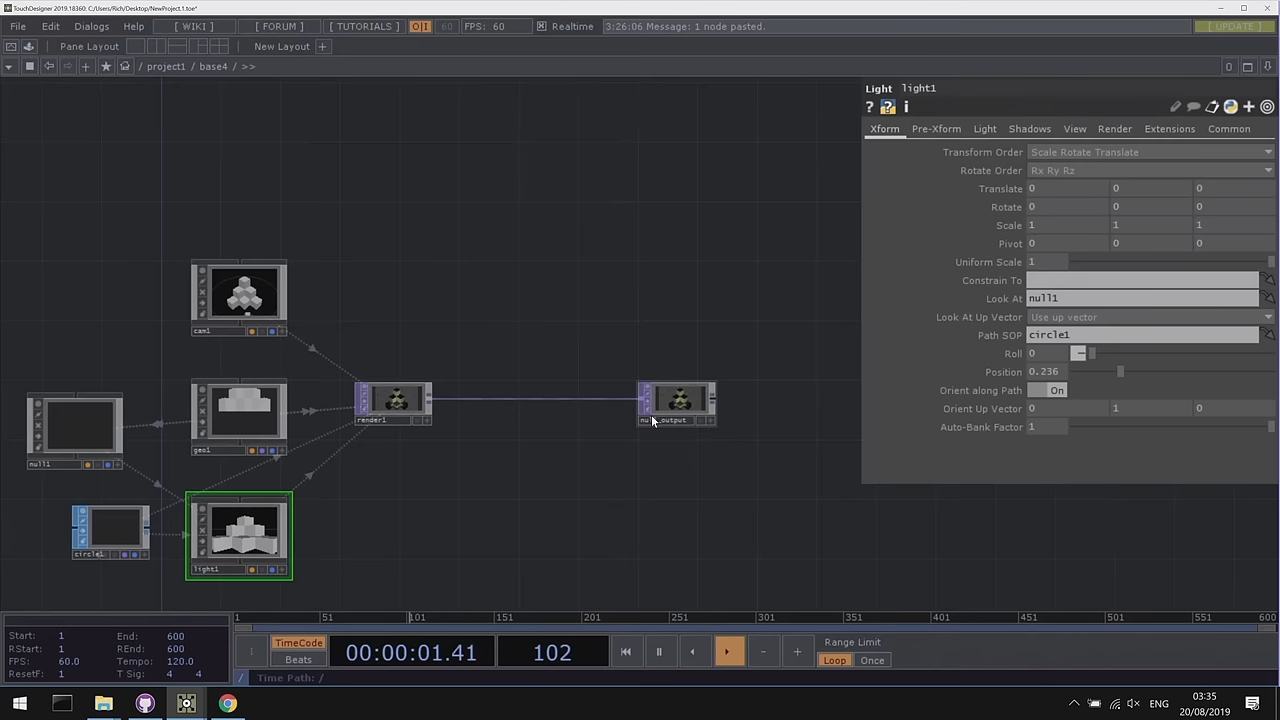 TouchDesigner 2019.18360: C:/Users/Rich/Desktop/NewProject.1.toe*
File Edit Dialogs Help [ WIKI ] [ FORUM ] [ TUTORIALS ] O|I 60 FPS: 60 Realtime 3:26:06 Message: 1 node pasted. [ UPDATE ]
Pane Layout New Layout +
/ project1 / base4 / >> 0
Light light1
? ? i
Xform Pre-Xform Light Shadows View Render Extensions Common
Transform Order Scale Rotate Translate
Rotate Order Rx Ry Rz
Translate 0 0 0
Rotate 0 0 0
Scale 1 1 1
Pivot 0 0 0
Uniform Scale 1
Constrain To
Look At null1
Look At Up Vector Use up vector
Path SOP circle1
Roll 0
Position 0.236
Orient along Path On
Orient Up Vector 0 1 0
Auto-Bank Factor 1
cam1
render1
geo1
null1
circle1
light1
1 51 101 151 201 251 301 351 401 451 501 551 600
Start: 1 End: 600
RStart: 1 REnd: 600
FPS: 60.0 Tempo: 120.0
ResetF: 1 T Sig: 4 4
TimeCode
Beats
00:00:01.41
102
Range Limit
Loop Once
/ Time Path: /
ENG
03:35
20/08/2019